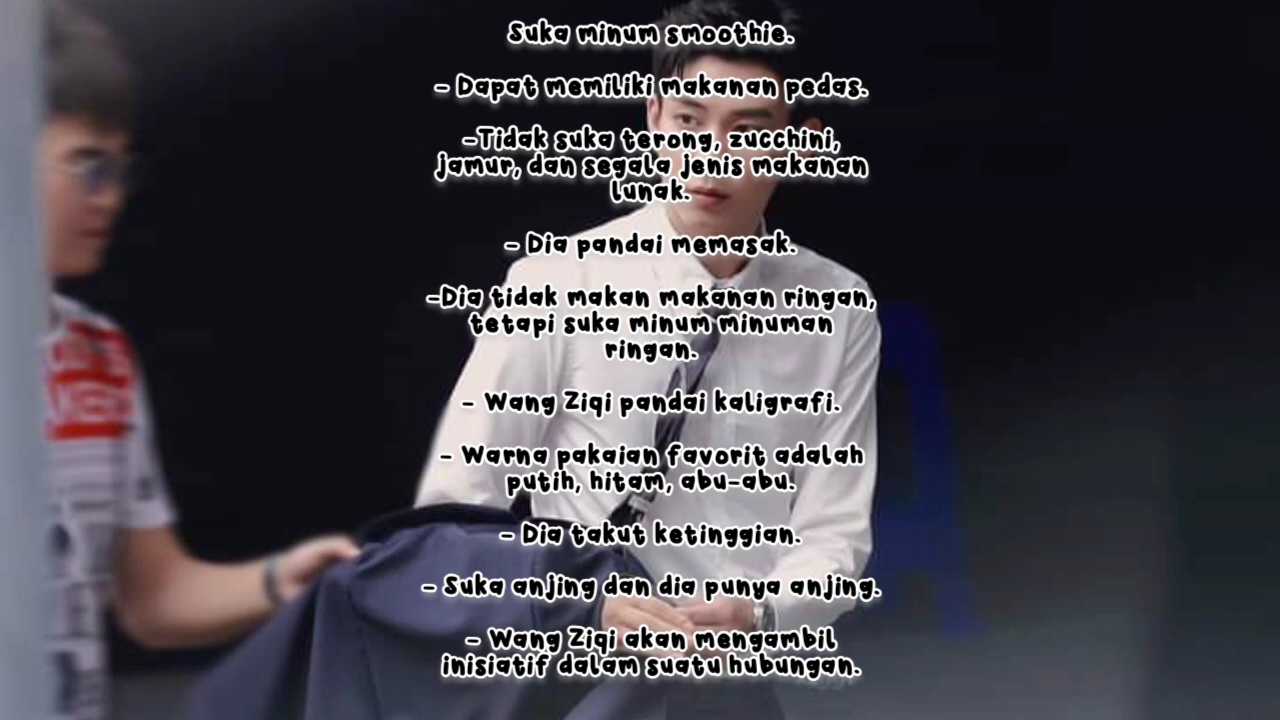 Suka minum smoothie.
- Dapat memiliki makanan pedas.
-Tidak suka terong, zucchini,
jamur, dan segala jenis makanan
lunak.
- Dia pandai memasak.
-Dia tidak makan makanan ringan,
tetapi suka minum minuman
ringan.
- Wang Ziqi pandai kaligrafi.
- Warna pakaian favorit adalah
putih, hitam, abu-abu.
- Dia takut ketinggian.
- Suka anjing dan dia punya anjing.
- Wang Ziqi akan mengambil
inisiatif dalam suatu hubungan.